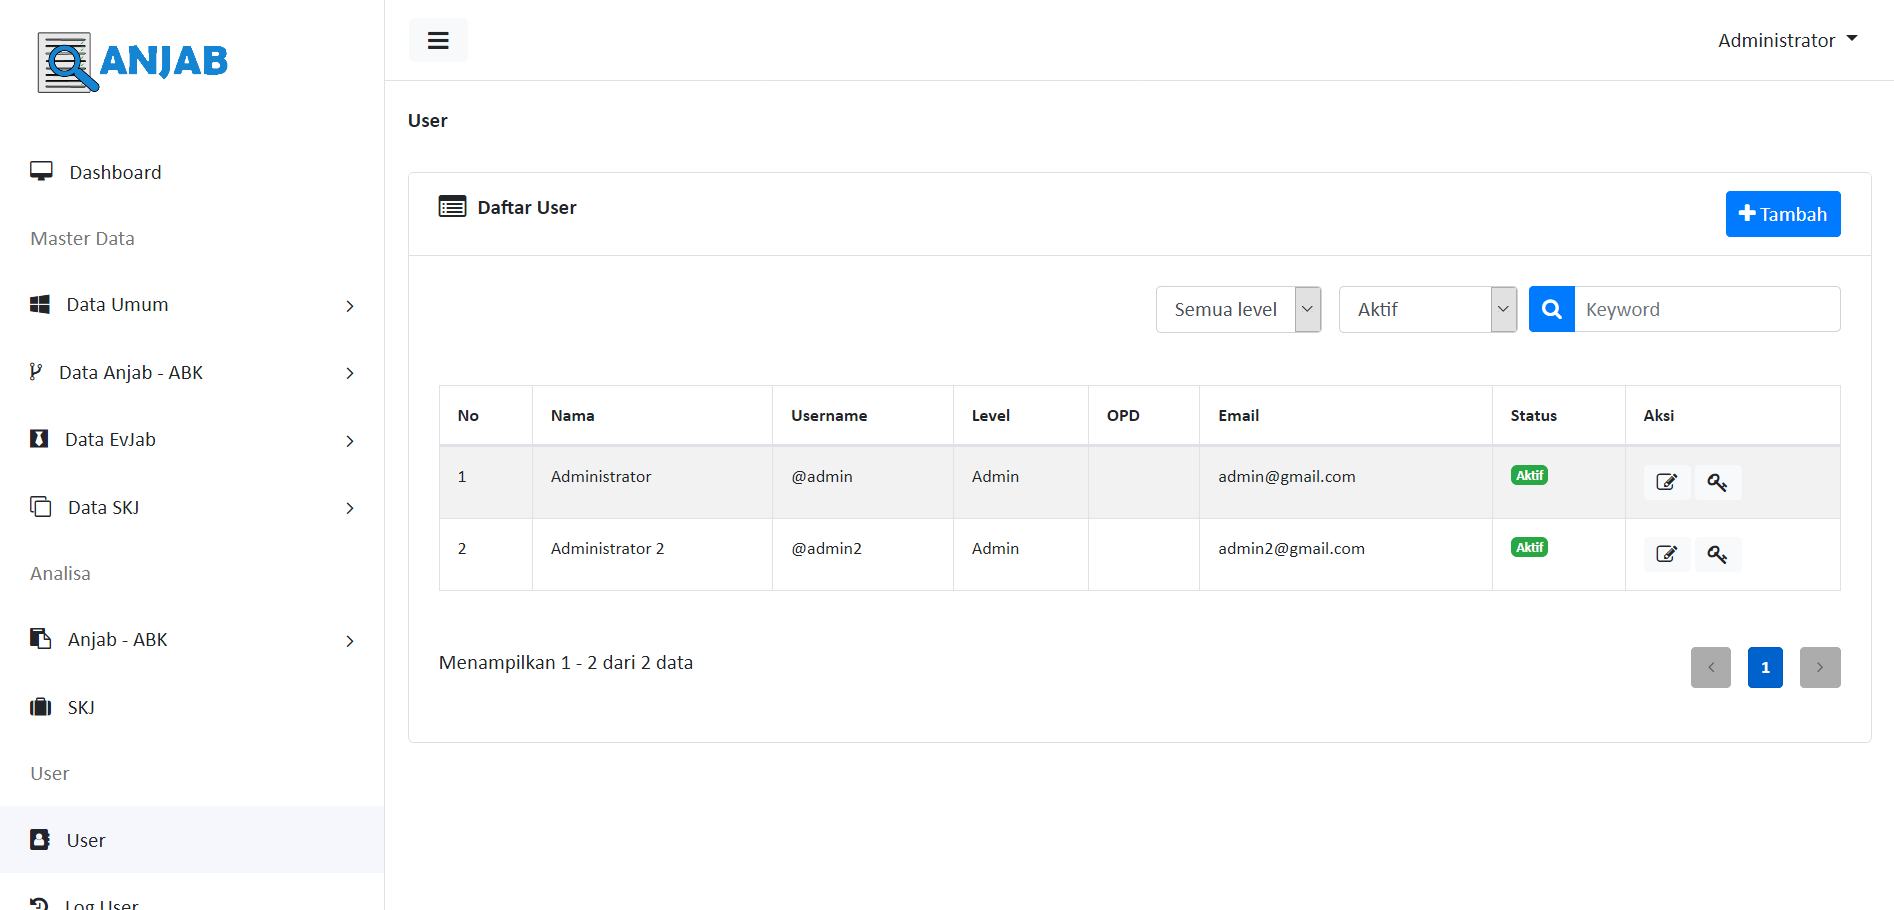 ANJAB
Administrator
User
Dashboard
Master Data
Data Umum
Data Anjab - ABK
Data EvJab
Data SKJ
Analisa
Anjab - ABK
SKJ
User
User
Log User
Daftar User
Tambah
Semua level
Aktif
Keyword
No Nama Username Level OPD Email Status Aksi
1 Administrator @admin Admin admin@gmail.com Aktif
2 Administrator 2 @admin2 Admin admin2@gmail.com Aktif
Menampilkan 1 - 2 dari 2 data
1